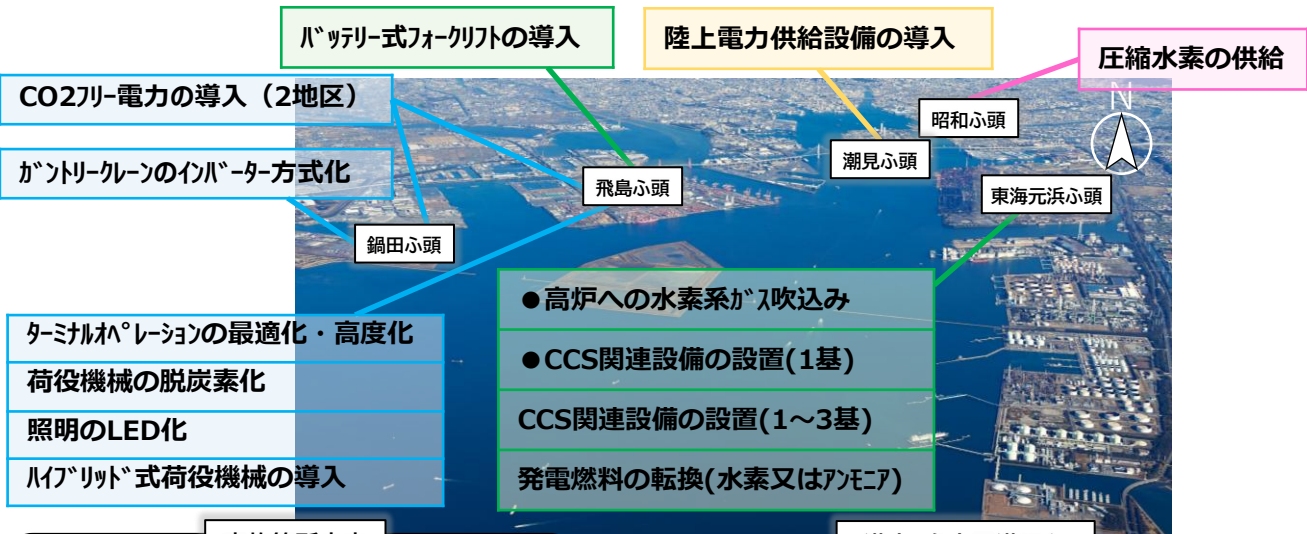 ﾊﾞｯﾃﾘｰ式ﾌｫｰｸﾘﾌﾄの導入
陸上電力供給設備の導入
圧縮水素の供給
CO2ﾌﾘｰ電力の導入（2地区）
N
昭和ふ頭
潮見ふ頭
ｶﾞﾝﾄﾘｰｸﾚｰﾝのｲﾝﾊﾞｰﾀｰ方式化
飛島ふ頭
東海元浜ふ頭
鍋田ふ頭
●高炉への水素系ｶﾞｽ吹込み
●CCS関連設備の設置(1基)
CCS関連設備の設置(1～3基)
発電燃料の転換(水素又はｱﾝﾓﾆｱ)
ﾀｰﾐﾅﾙｵﾍﾟﾚｰｼｮﾝの最適化・高度化
荷役機械の脱炭素化
照明のLED化
ﾊｲﾌﾞﾘｯﾄﾞ式荷役機械の導入